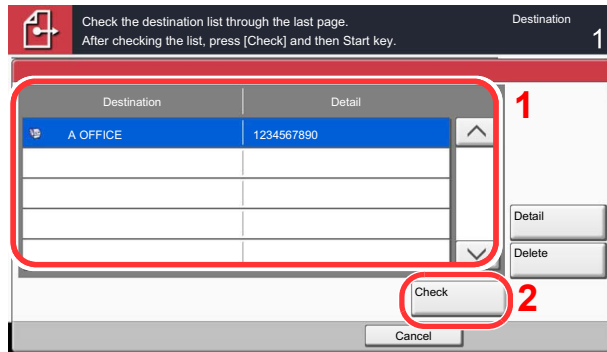 Check the destination list through the last page.
After checking the list, press [Check] and then Start key.
Destination
1
Destination Detail
1
A OFFICE 1234567890
Detail
Delete
Check
2
Cancel